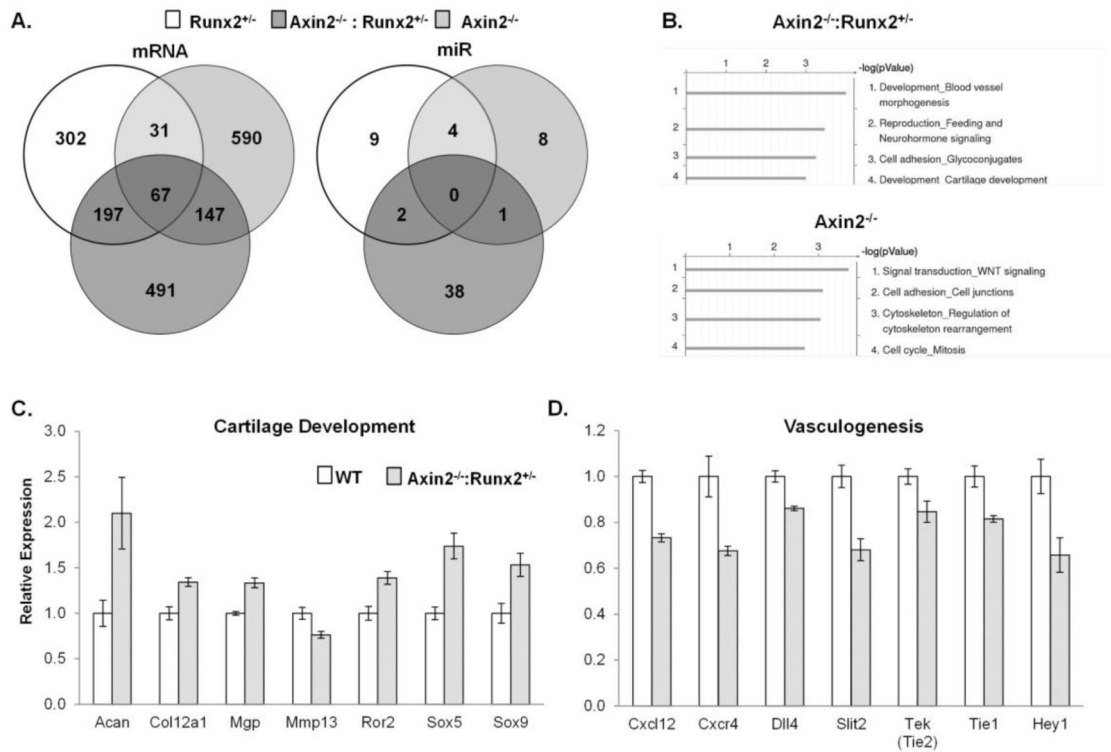 A.
Runx2+/- Axin2-/- : Runx2+/- Axin2-/-
mRNA
302
31
590
67
197
147
491
miR
9
4
8
0
2
1
38
B.
Axin2-/-:Runx2+/-
1 2 3
-log(pValue)
1
2
3
4
1. Development_Blood vessel
morphogenesis
2. Reproduction_Feeding and
Neurohormone signaling
3. Cell adhesion_Glycoconjugates
4. Development_Cartilage development
Axin2-/-
1 2 3
-log(pValue)
1
2
3
4
1. Signal transduction_WNT signaling
2. Cell adhesion_Cell junctions
3. Cytoskeleton_Regulation of
cytoskeleton rearrangement
4. Cell cycle_Mitosis
C.
Cartilage Development
WT Axin2-/-:Runx2+/-
Relative Expression
3.0
2.5
2.0
1.5
1.0
0.5
0.0
Acan Col12a1 Mgp Mmp13 Ror2 Sox5 Sox9
D.
Vasculogenesis
1.2
1.0
0.8
0.6
0.4
0.2
0.0
Cxcl12 Cxcr4 Dll4 Slit2 Tek Tie1 Hey1
(Tie2)